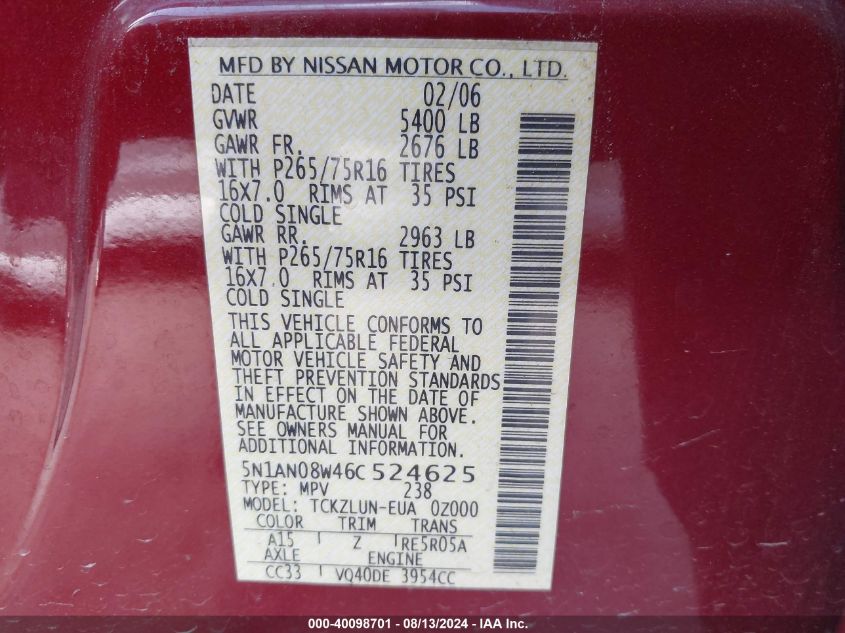 MFD BY NISSAN MOTOR CO., LTD.
DATE 02/06
GVWR 5400 LB
GAWR FR. 2676 LB
WITH P265/75R16 TIRES
16X7.0 RIMS AT 35 PSI
COLD SINGLE
GAWR RR. 2963 LB
WITH P265/75R16 TIRES
16X7.0 RIMS AT 35 PSI
COLD SINGLE
THIS VEHICLE CONFORMS TO
ALL APPLICABLE FEDERAL
MOTOR VEHICLE SAFETY AND
THEFT PREVENTION STANDARDS
IN EFFECT ON THE DATE OF
MANUFACTURE SHOWN ABOVE.
SEE OWNERS MANUAL FOR
ADDITIONAL INFORMATION.
5N1AN08W46C524625
TYPE: MPV 238
MODEL: TCKZLUN-EUA 0Z000
COLOR TRIM TRANS
A15 Z RE5R05A
AXLE ENGINE
CC33 VQ40DE 3954CC
000-40098701 - 08/13/2024 - IAA Inc.